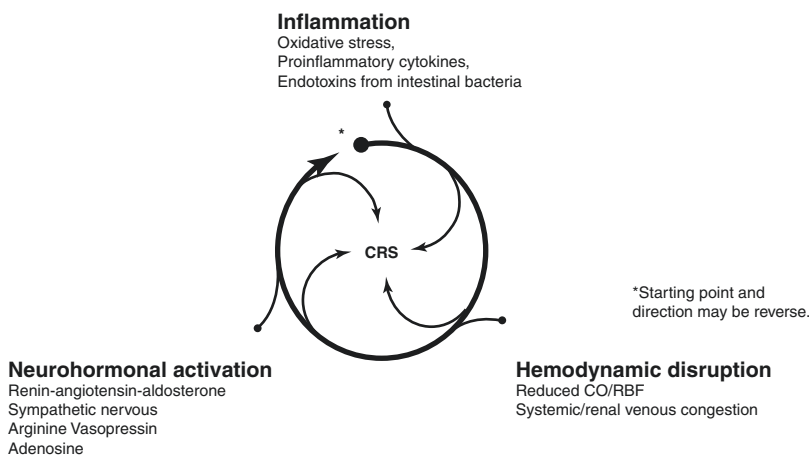 Inflammation
Oxidative stress,
Proinflammatory cytokines,
Endotoxins from intestinal bacteria
*
CRS
*Starting point and
direction may be reverse.
Neurohormonal activation
Renin-angiotensin-aldosterone
Sympathetic nervous
Arginine Vasopressin
Adenosine
Hemodynamic disruption
Reduced CO/RBF
Systemic/renal venous congestion